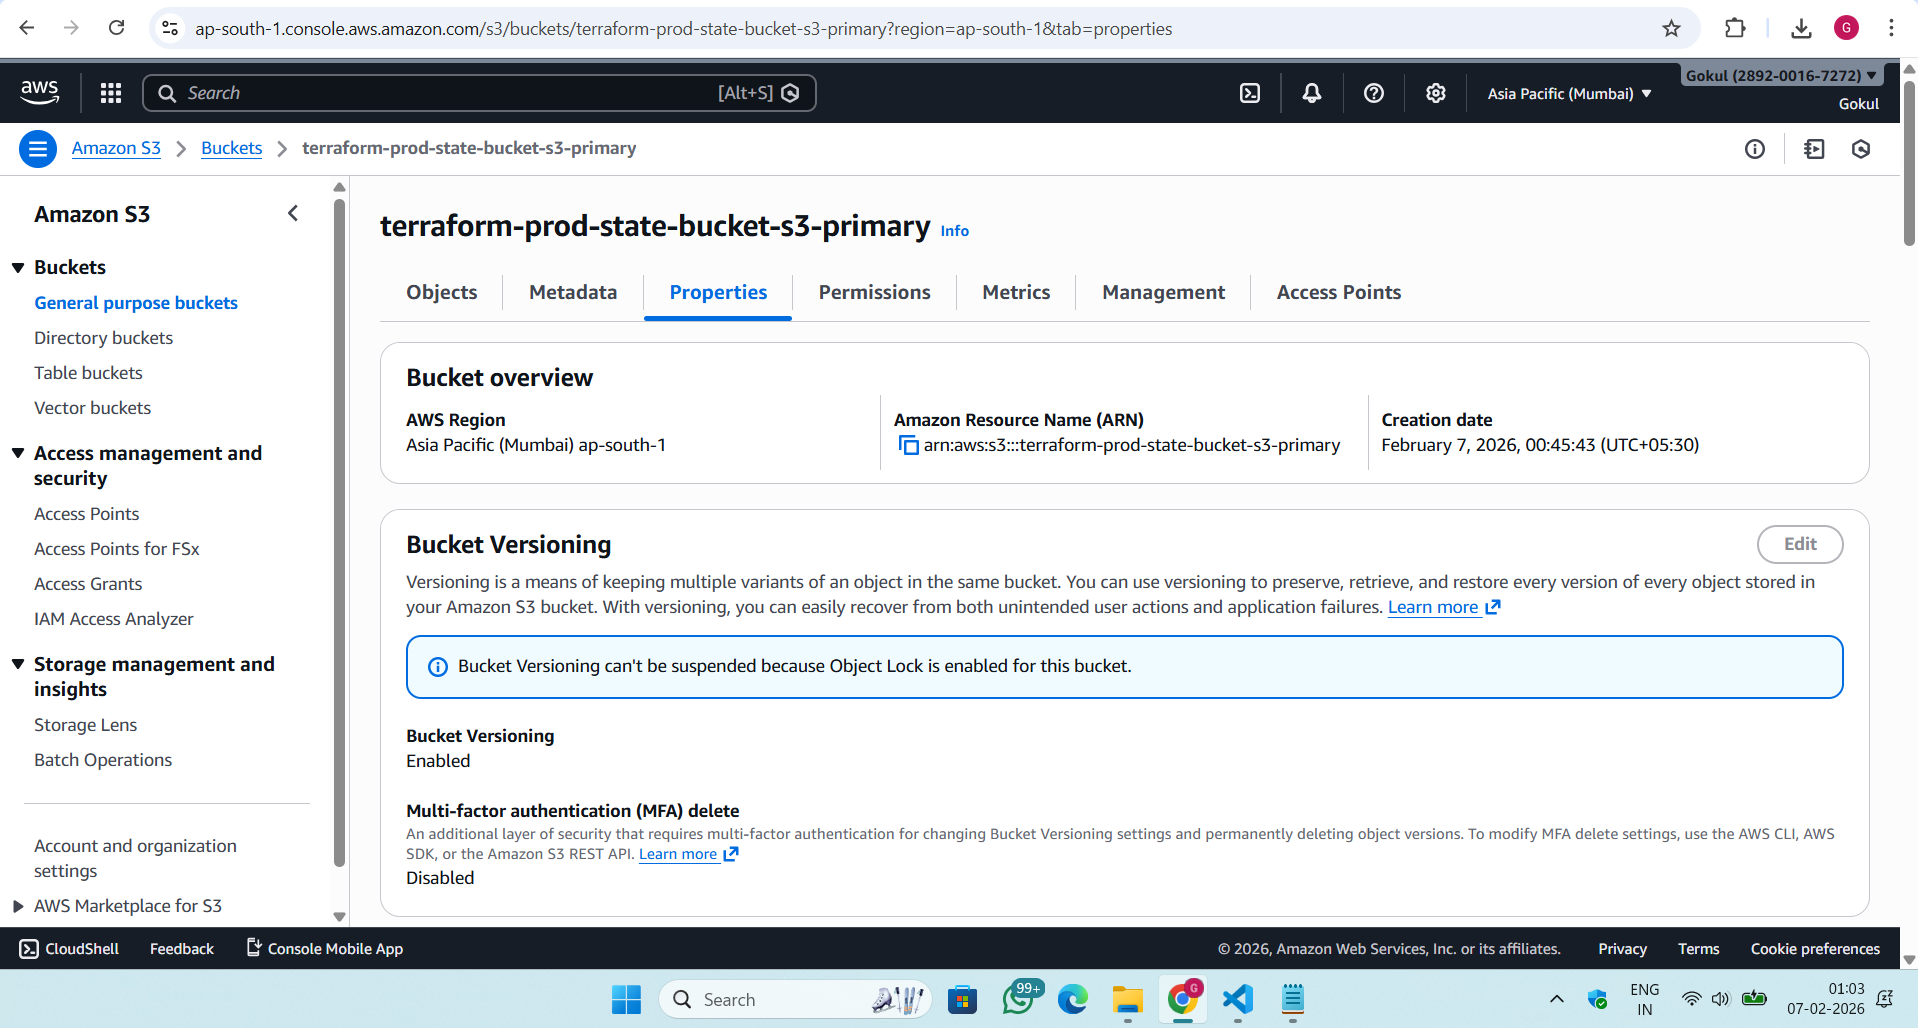 ap-south-1.console.aws.amazon.com/s3/buckets/terraform-prod-state-bucket-s3-primary?region=ap-south-1&tab=properties
G
aws
Search
[Alt+S]
Asia Pacific (Mumbai)
Gokul (2892-0016-7272)
Gokul
Amazon S3
Buckets
terraform-prod-state-bucket-s3-primary
Amazon S3
Buckets
General purpose buckets
Directory buckets
Table buckets
Vector buckets
Access management and
security
Access Points
Access Points for FSx
Access Grants
IAM Access Analyzer
Storage management and
insights
Storage Lens
Batch Operations
Account and organization
settings
AWS Marketplace for S3
terraform-prod-state-bucket-s3-primary Info
Objects
Metadata
Properties
Permissions
Metrics
Management
Access Points
Bucket overview
AWS Region
Asia Pacific (Mumbai) ap-south-1
Amazon Resource Name (ARN)
arn:aws:s3:::terraform-prod-state-bucket-s3-primary
Creation date
February 7, 2026, 00:45:43 (UTC+05:30)
Bucket Versioning
Edit
Versioning is a means of keeping multiple variants of an object in the same bucket. You can use versioning to preserve, retrieve, and restore every version of every object stored in
your Amazon S3 bucket. With versioning, you can easily recover from both unintended user actions and application failures. Learn more
Bucket Versioning can't be suspended because Object Lock is enabled for this bucket.
Bucket Versioning
Enabled
Multi-factor authentication (MFA) delete
An additional layer of security that requires multi-factor authentication for changing Bucket Versioning settings and permanently deleting object versions. To modify MFA delete settings, use the AWS CLI, AWS
SDK, or the Amazon S3 REST API. Learn more
Disabled
CloudShell
Feedback
Console Mobile App
© 2026, Amazon Web Services, Inc. or its affiliates.
Privacy
Terms
Cookie preferences
Search
99+
G
ENG
IN
01:03
07-02-2026